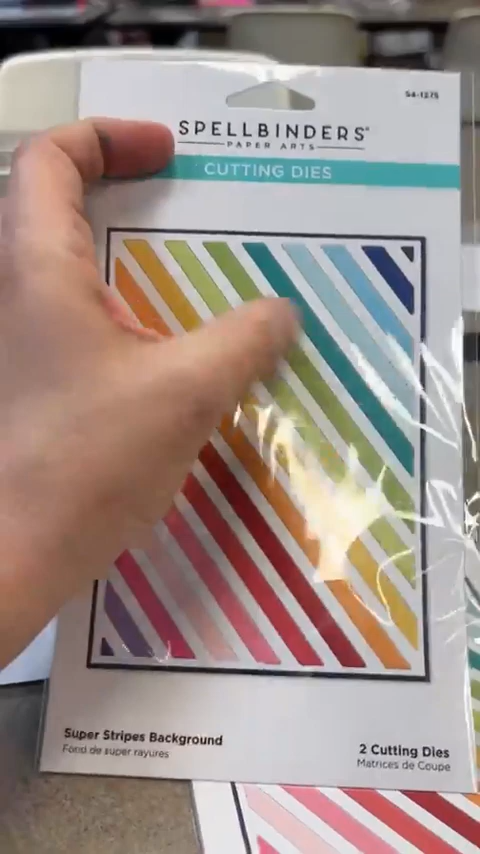 S4-1275
SPELLBINDERS®
PAPER ARTS
CUTTING DIES
Super Stripes Background
Fond de super rayures
2 Cutting Dies
Matrices de Coupe